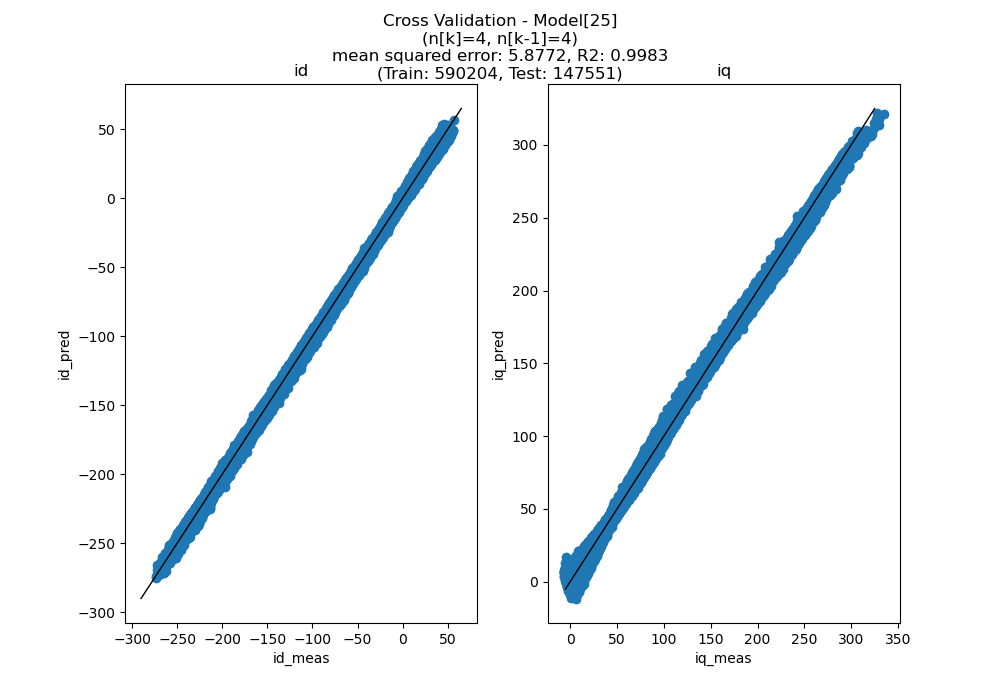 Cross Validation - Model[25]
(n[k]=4, n[k-1]=4)
mean squared error: 5.8772, R2: 0.9983
(Train: 590204, Test: 147551)
id
50
0
−50
−100
−150
−200
−250
−300
id_pred
−300 −250 −200 −150 −100 −50 0 50
id_meas
iq
300
250
200
150
100
50
0
iq_pred
0 50 100 150 200 250 300 350
iq_meas